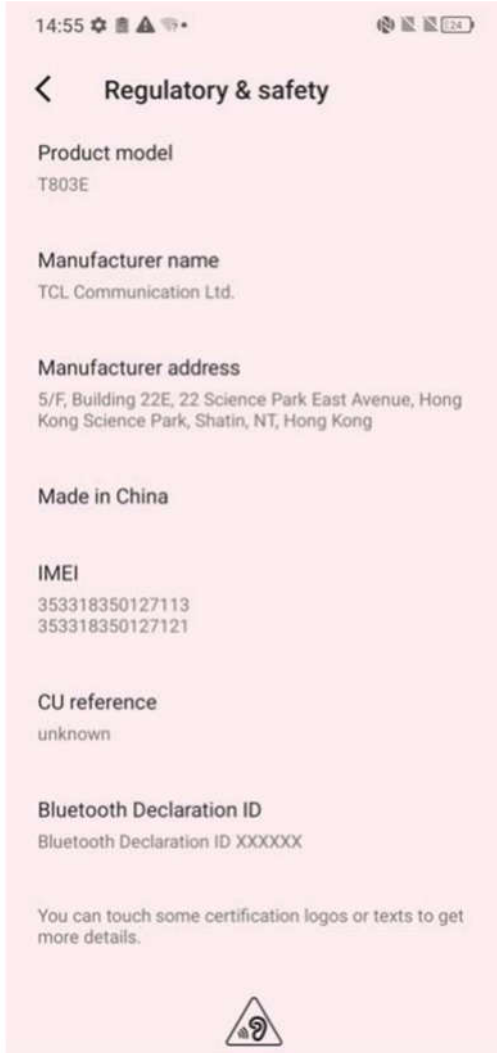 14:55
24
Regulatory & safety
Product model
T803E
Manufacturer name
TCL Communication Ltd.
Manufacturer address
5/F, Building 22E, 22 Science Park East Avenue, Hong
Kong Science Park, Shatin, NT, Hong Kong
Made in China
IMEI
353318350127113
353318350127121
CU reference
unknown
Bluetooth Declaration ID
Bluetooth Declaration ID XXXXXX
You can touch some certification logos or texts to get
more details.